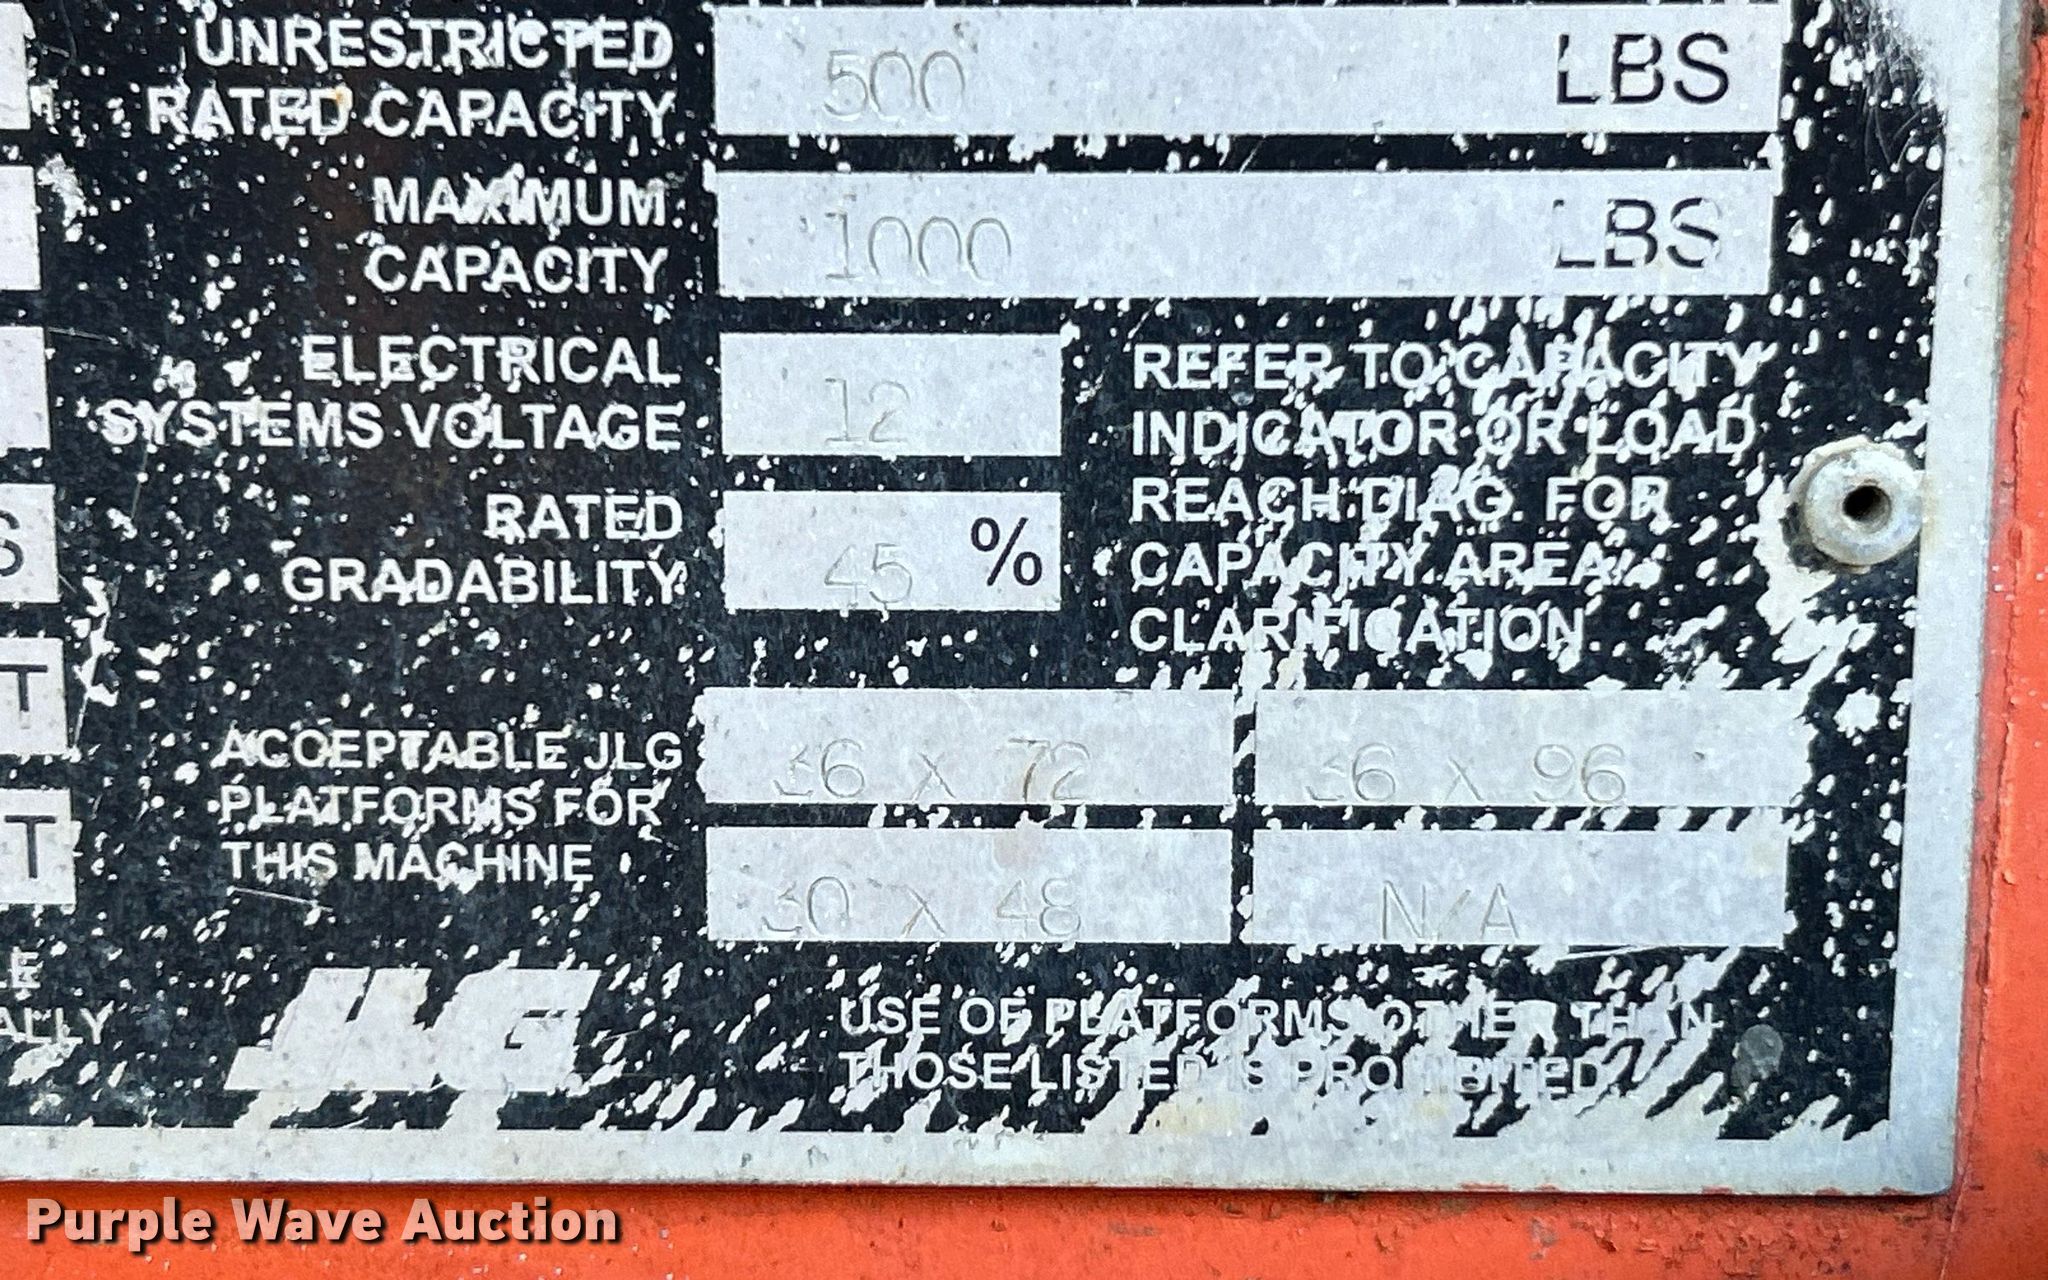 UNRESTRICTED
RATED CAPACITY
500 LBS
MAXIMUM
CAPACITY
1000 LBS
ELECTRICAL
SYSTEMS VOLTAGE
12
RATED
GRADABILITY
45 %
REFER TO CAPACITY
INDICATOR OR LOAD
REACH DIAG. FOR
CAPACITY AREA
CLARIFICATION
S
T
T
ACCEPTABLE JLG
PLATFORMS FOR
THIS MACHINE
36 X 72
36 X 96
30 X 48
N/A
LE
ALLY
JLG
USE OF PLATFORMS OTHER THAN
THOSE LISTED IS PROHIBITED
Purple Wave Auction